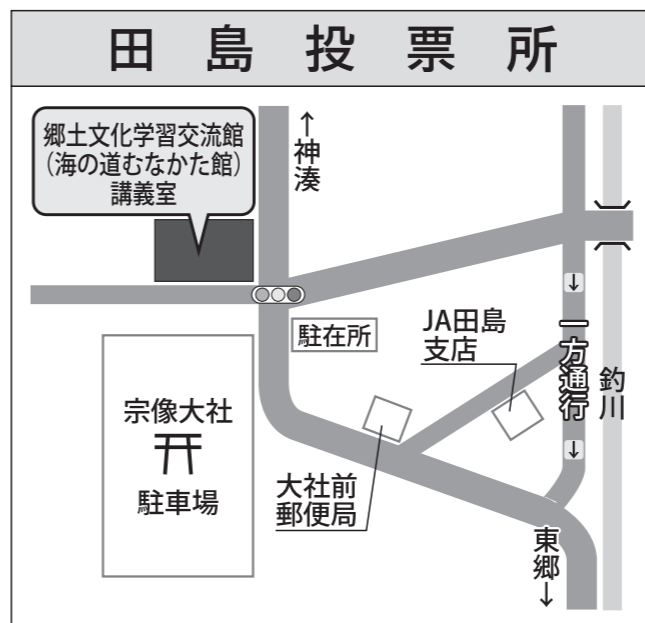 田島投票所
郷土文化学習交流館
(海の道むなかた館)
講義室
↑神湊
駐在所
JA田島
支店
↓
一方通行
↓
釣川
宗像大社
駐車場
大社前
郵便局
東郷↓